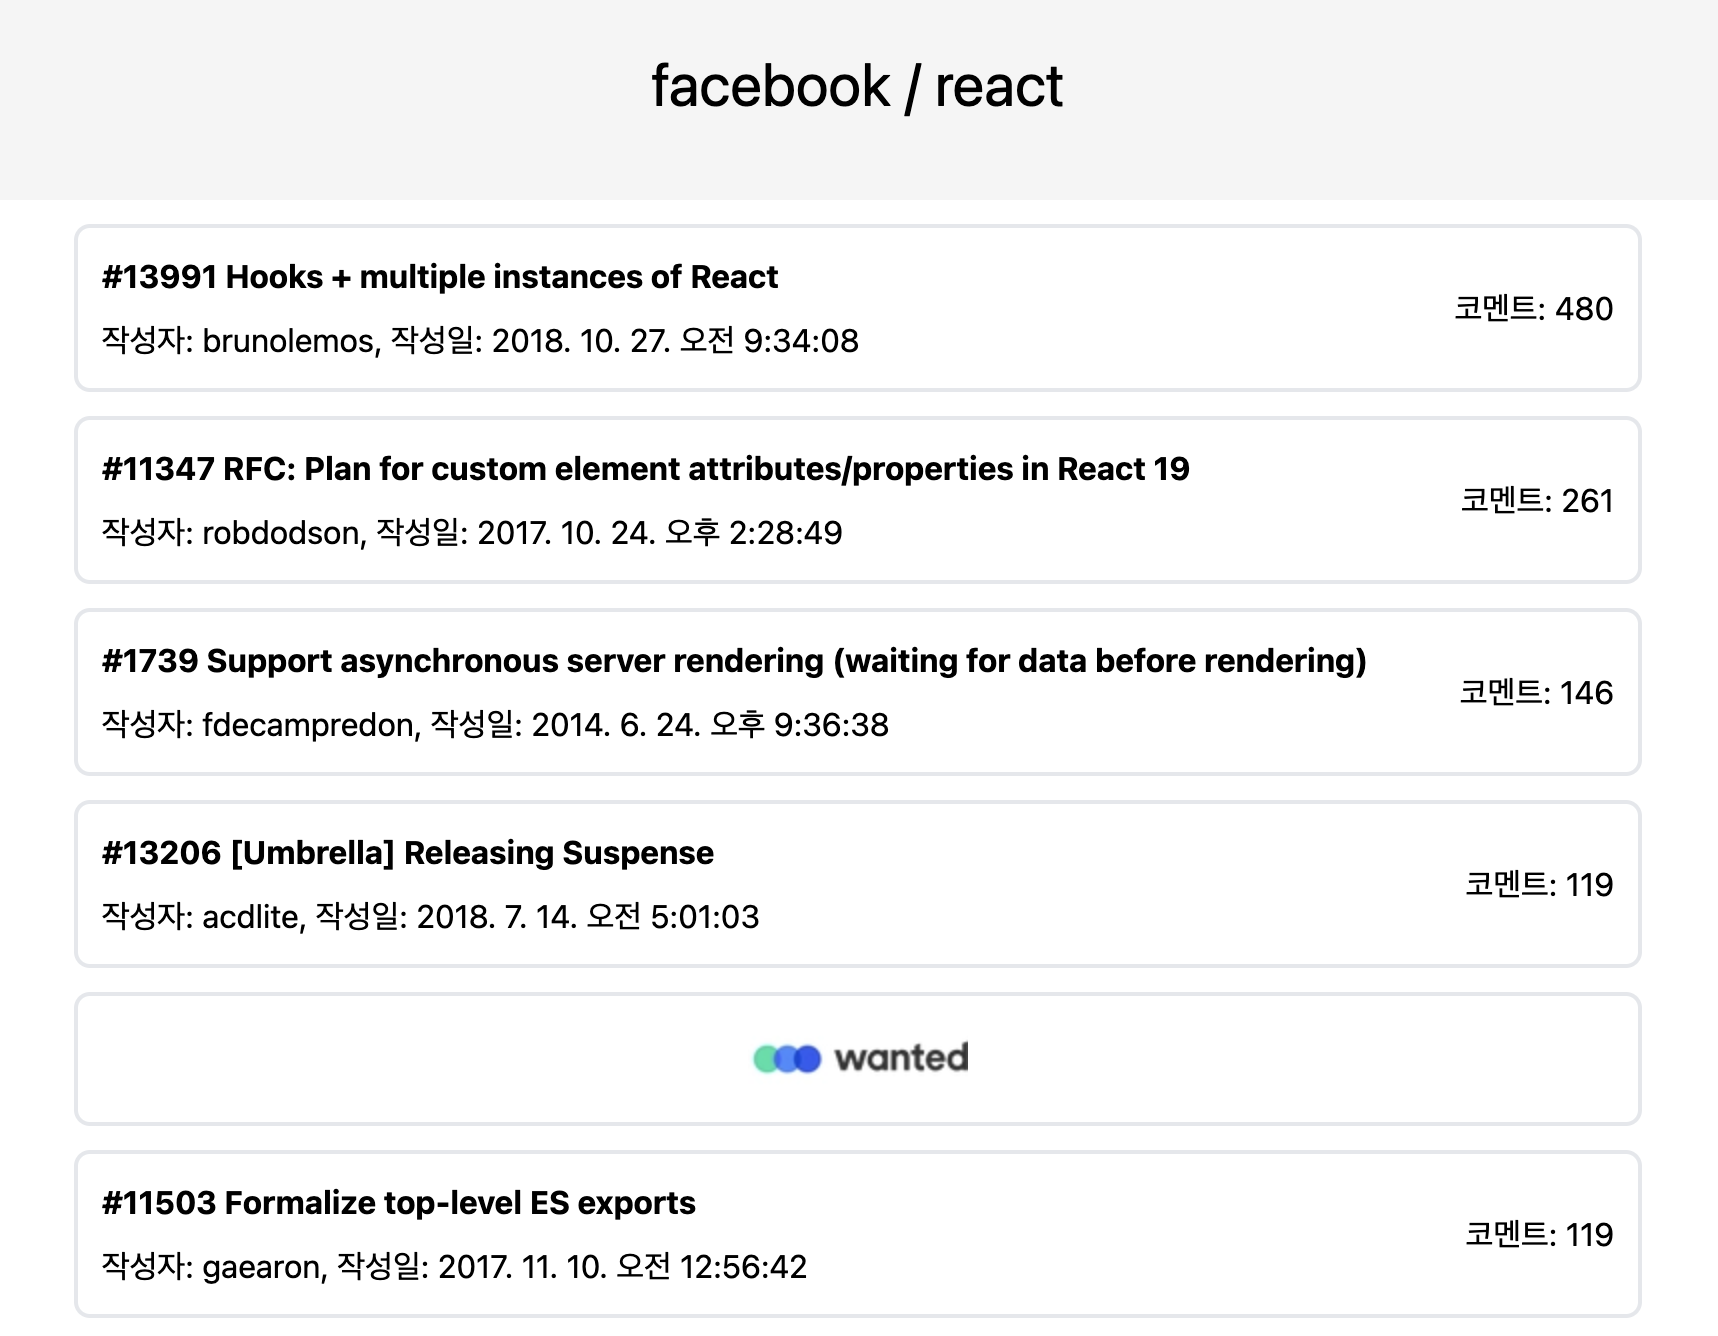 facebook / react
#13991 Hooks + multiple instances of React
작성자: brunolemos, 작성일: 2018. 10. 27. 오전 9:34:08
코멘트: 480
#11347 RFC: Plan for custom element attributes/properties in React 19
작성자: robdodson, 작성일: 2017. 10. 24. 오후 2:28:49
코멘트: 261
#1739 Support asynchronous server rendering (waiting for data before rendering)
작성자: fdecampredon, 작성일: 2014. 6. 24. 오후 9:36:38
코멘트: 146
#13206 [Umbrella] Releasing Suspense
작성자: acdlite, 작성일: 2018. 7. 14. 오전 5:01:03
코멘트: 119
wanted
#11503 Formalize top-level ES exports
작성자: gaearon, 작성일: 2017. 11. 10. 오전 12:56:42
코멘트: 119